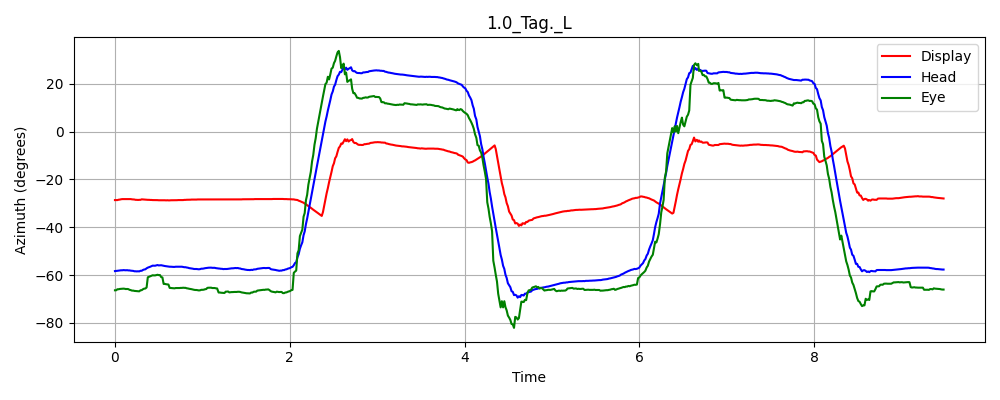 1.0_Tag._L
Display
Head
Eye
Azimuth (degrees)
20
0
−20
−40
−60
−80
0 2 4 6 8
Time